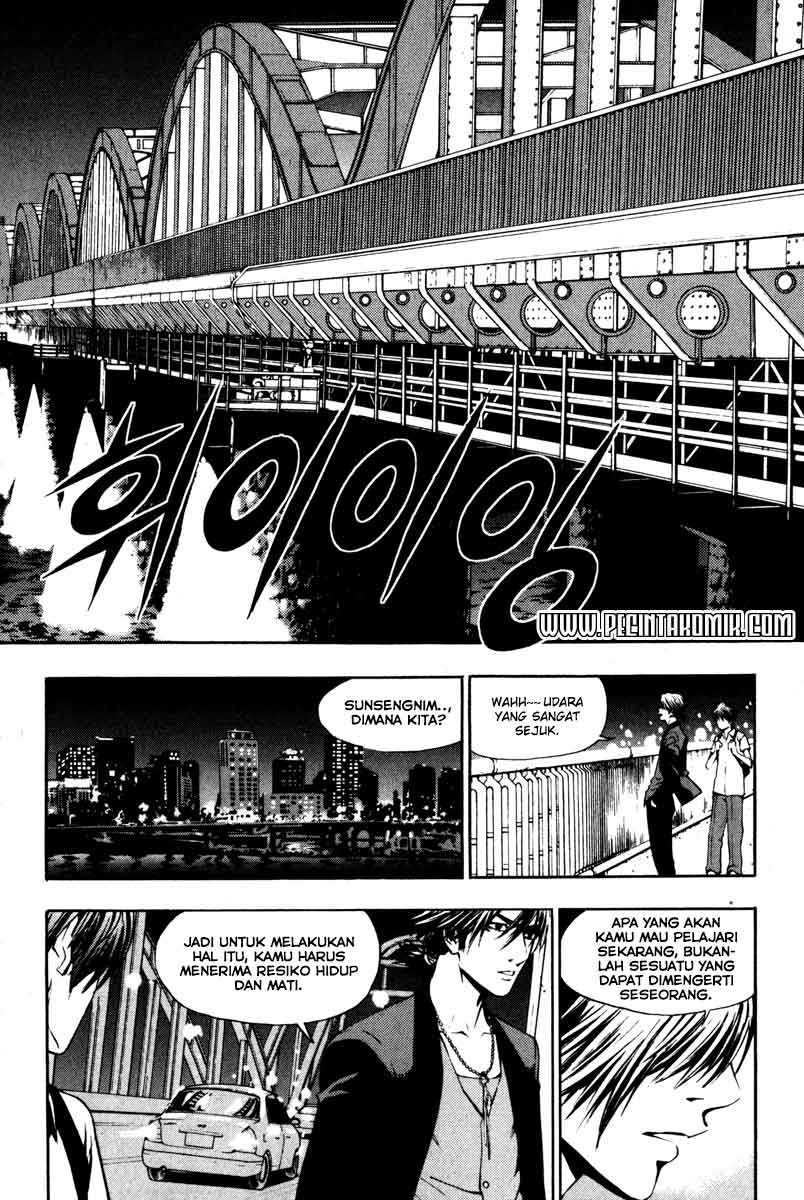 휘이이잉
WWW.PECINTAKOMIK.COM
SUNSENGNIM..,
DIMANA KITA?
WAHH~~UDARA
YANG SANGAT
SEJUK.
JADI UNTUK MELAKUKAN
HAL ITU, KAMU HARUS
MENERIMA RESIKO HIDUP
DAN MATI.
APA YANG AKAN
KAMU MAU PELAJARI
SEKARANG, BUKAN-
LAH SESUATU YANG
DAPAT DIMENGERTI
SESEORANG.